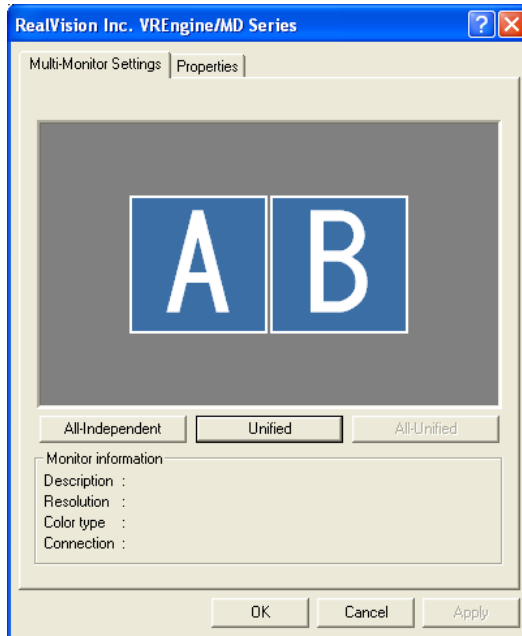 RealVision Inc. VREngine/MD Series
Multi-Monitor Settings Properties
A B
All-Independent Unified All-Unified
Monitor information
Description :
Resolution :
Color type :
Connection :
OK Cancel Apply